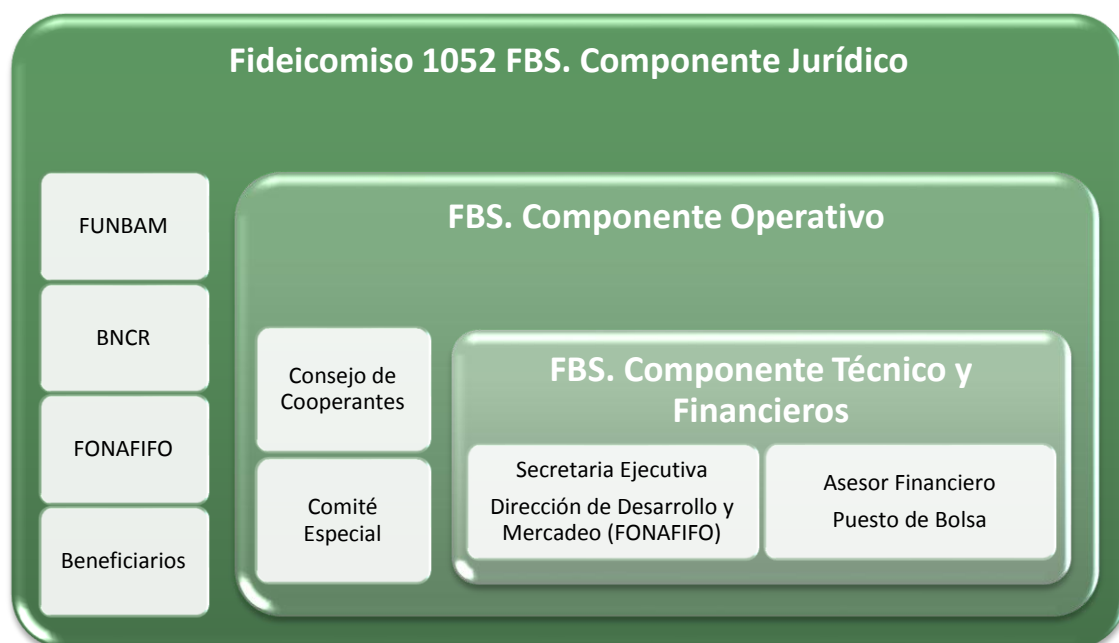 Fideicomiso 1052 FBS. Componente Jurídico
FUNBAM
BNCR
FONAFIFO
Beneficiarios
FBS. Componente Operativo
Consejo de
Cooperantes
Comité
Especial
FBS. Componente Técnico y
Financieros
Secretaria Ejecutiva
Dirección de Desarrollo y
Mercadeo (FONAFIFO)
Asesor Financiero
Puesto de Bolsa